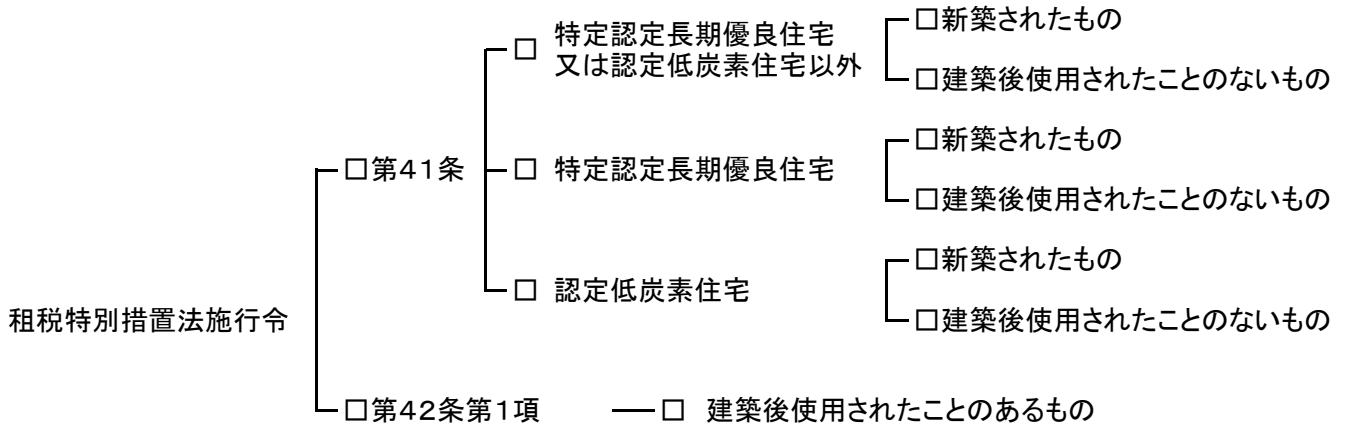 □新築されたもの
□ 特定認定長期優良住宅
又は認定低炭素住宅以外
□建築後使用されたことのないもの
□新築されたもの
□第41条
□ 特定認定長期優良住宅
□建築後使用されたことのないもの
□新築されたもの
□ 認定低炭素住宅
租税特別措置法施行令
□建築後使用されたことのないもの
□第42条第1項
□ 建築後使用されたことのあるもの